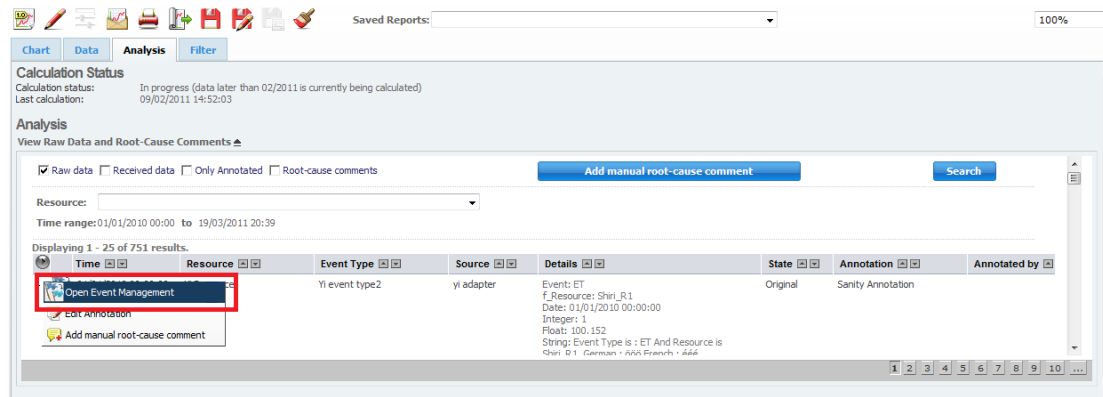 Saved Reports:
100%
Chart Data Analysis Filter
Calculation Status
Calculation status: In progress (data later than 02/2011 is currently being calculated)
Last calculation: 09/02/2011 14:52:03
Analysis
View Raw Data and Root-Cause Comments
Raw data Received data Only Annotated Root-cause comments Add manual root-cause comment Search
Resource:
Time range: 01/01/2010 00:00 to 19/03/2011 20:39
Displaying 1 - 25 of 751 results.
Time Resource Event Type Source Details State Annotation Annotated by
Yi event type2 yi adapter Event: ET Original Sanity Annotation
Open Event Management
f_Resource: Shiri_R1
Date: 01/01/2010 00:00:00
Edit Annotation
Integer: 1
Float: 100.152
Add manual root-cause comment
String: Event Type is : ET And Resource is
Shiri_R1, German : öôö French : ééé
1 2 3 4 5 6 7 8 9 10 ...